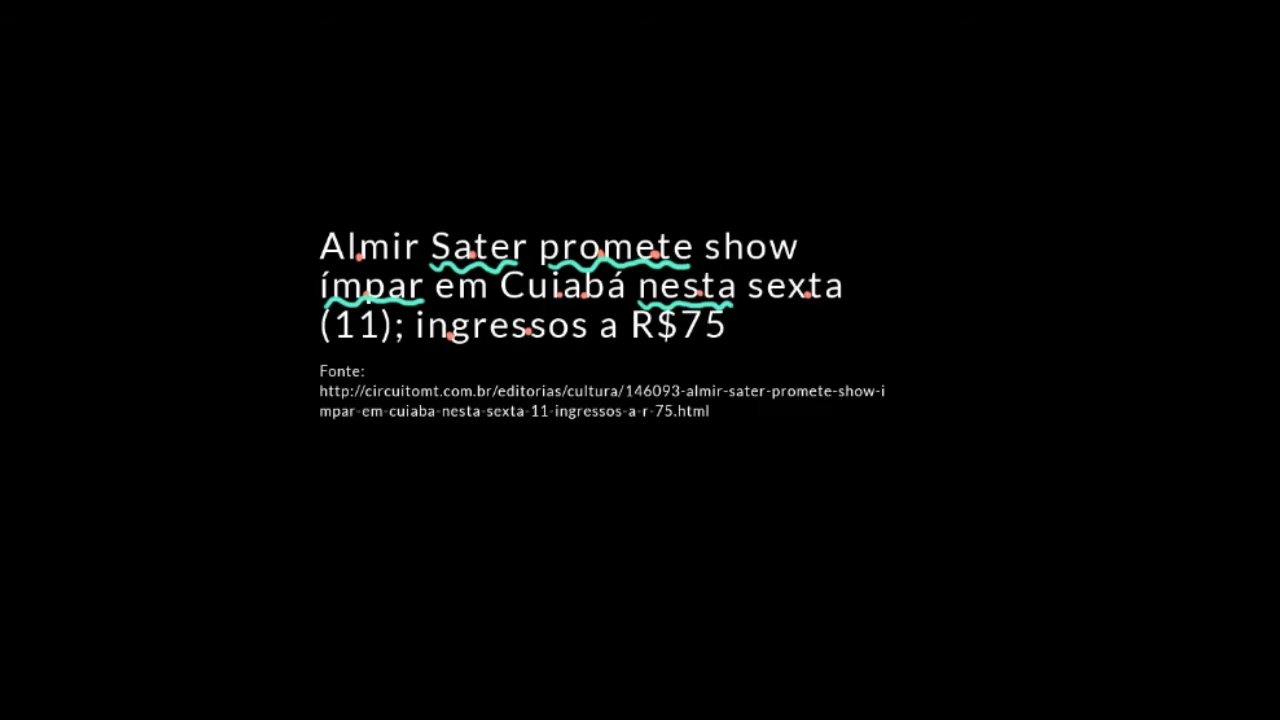 Almir Sater promete show
ímpar em Cuiabá nesta sexta
(11); ingressos a R$75
Fonte:
http://circuitomt.com.br/editorias/cultura/146093-almir-sater-promete-show-i
mpar-em-cuiaba-nesta-sexta-11-ingressos-a-r-75.html